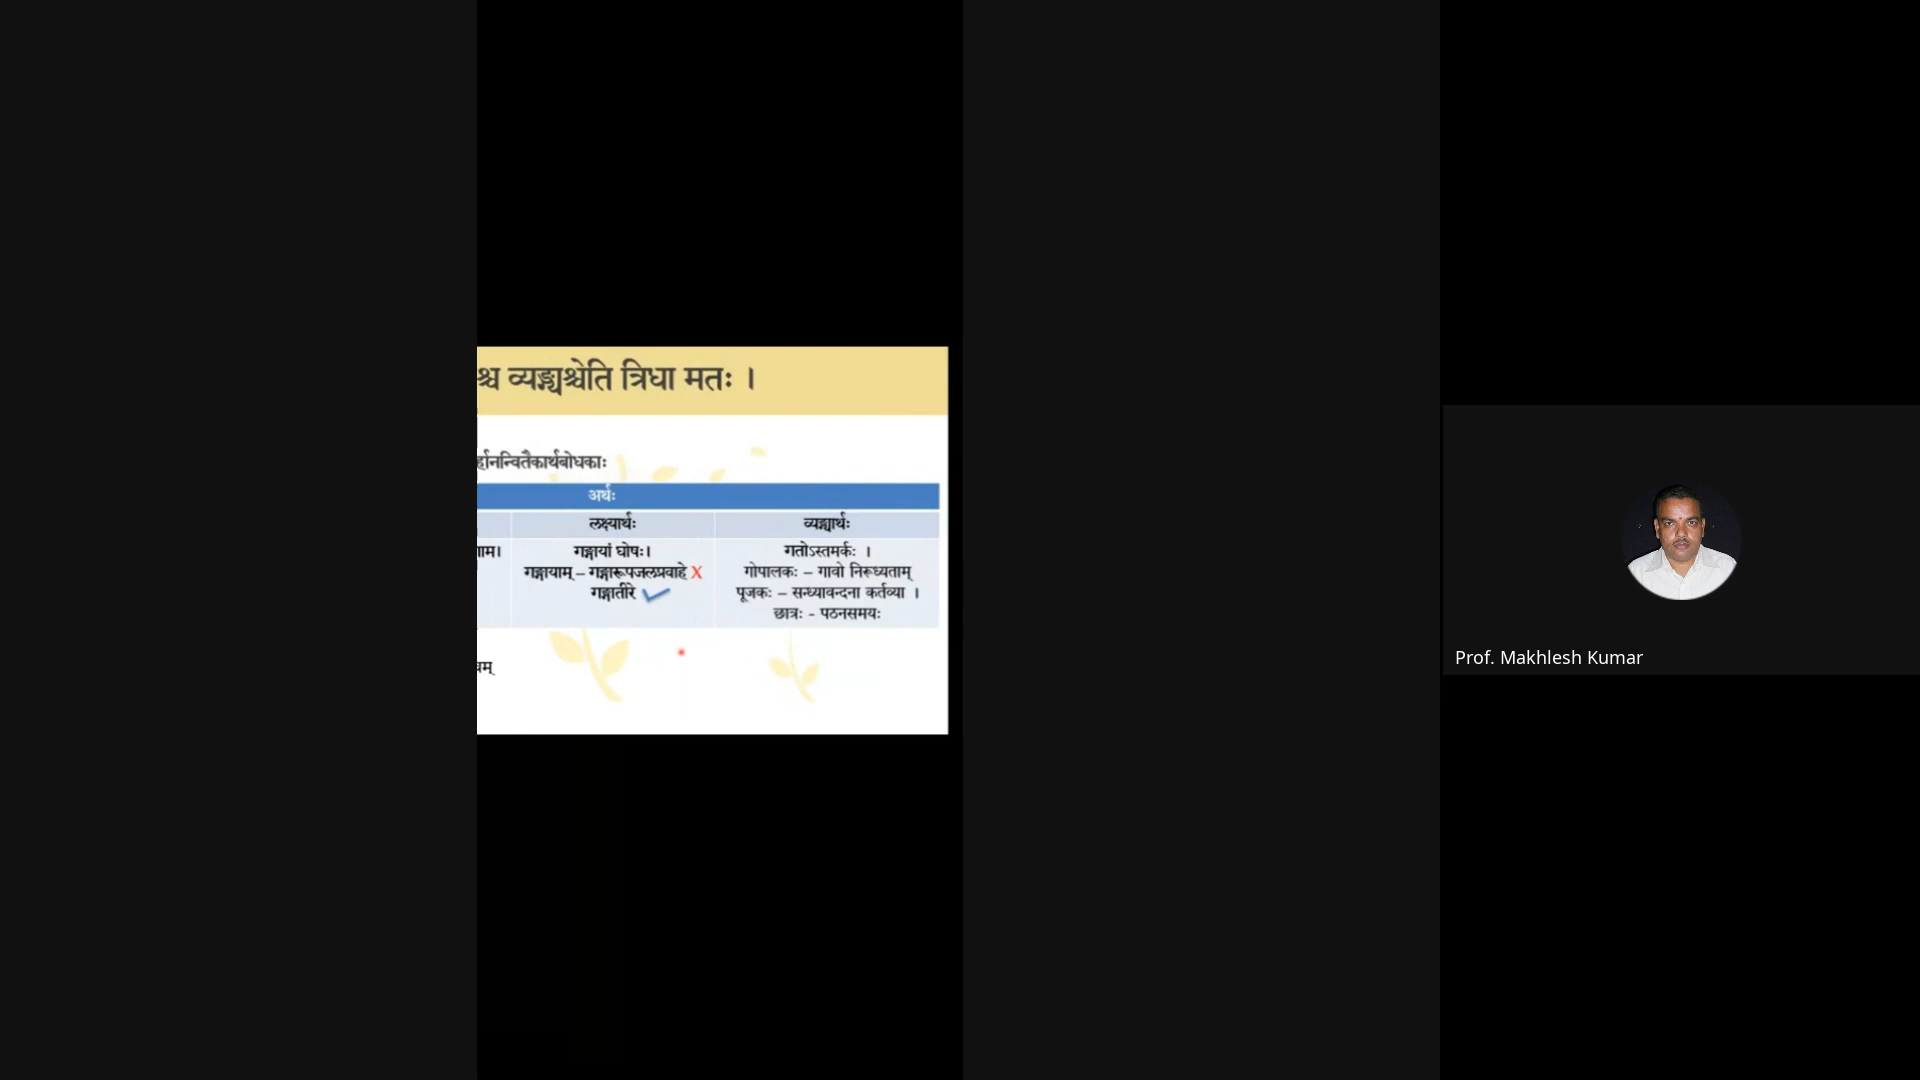 श्च व्यङ्ग्यश्चेति त्रिधा मतः ।
र्हानन्वितैकार्थबोधकाः
अर्थः
लक्ष्यार्थः
व्यङ्ग्यार्थः
णाम।
गङ्गायां घोषः।
गङ्गायाम् – गङ्गारूपजलप्रवाहे X
गङ्गातीरे
गतोऽस्तमर्कः ।
गोपालकः – गावो निरूध्यताम्
पूजकः – सन्ध्यावन्दना कर्तव्या ।
छात्रः - पठनसमयः
Prof. Makhlesh Kumar